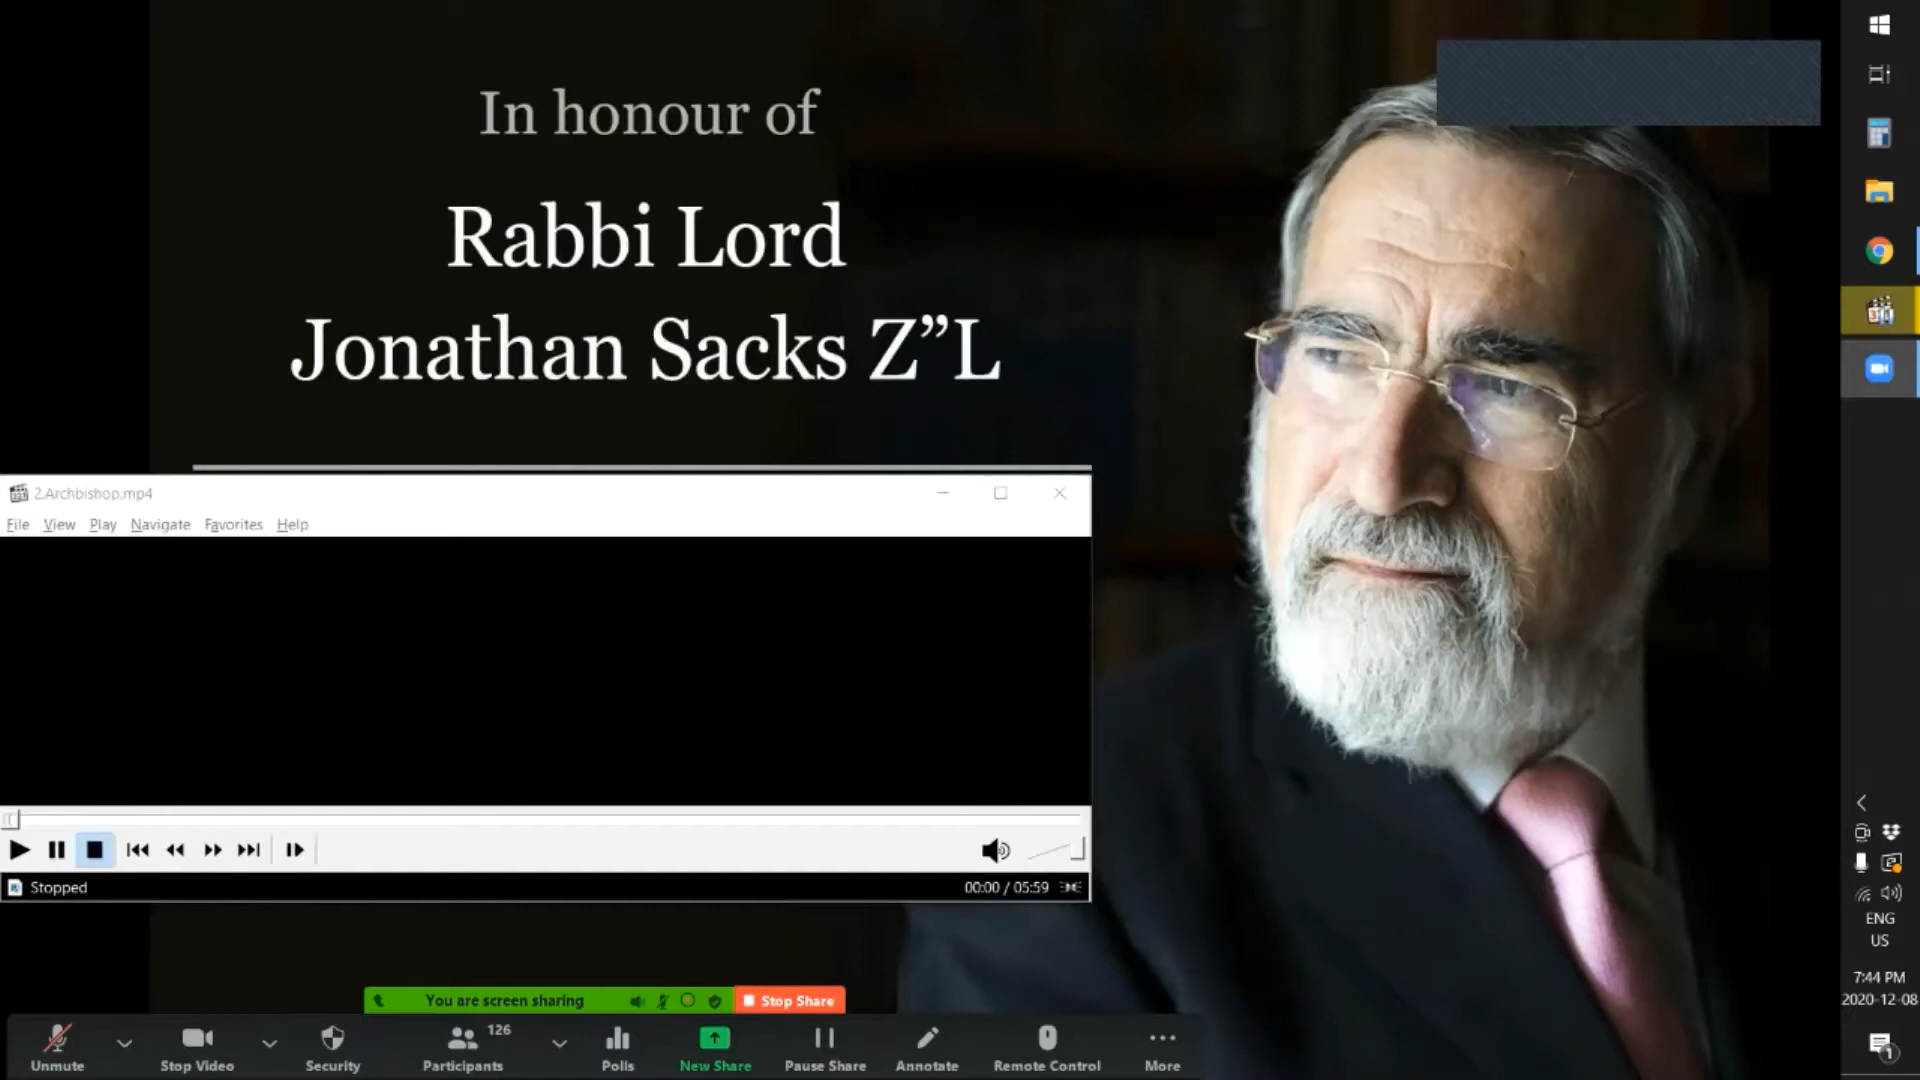 In honour of
Rabbi Lord
Jonathan Sacks Z”L
2.Archbishop.mp4
File View Play Navigate Favorites Help
Stopped
00:00 / 05:59
You are screen sharing
Stop Share
Unmute
Stop Video
Security
Participants
126
Polls
New Share
Pause Share
Annotate
Remote Control
More
ENG
US
7:44 PM
2020-12-08
1